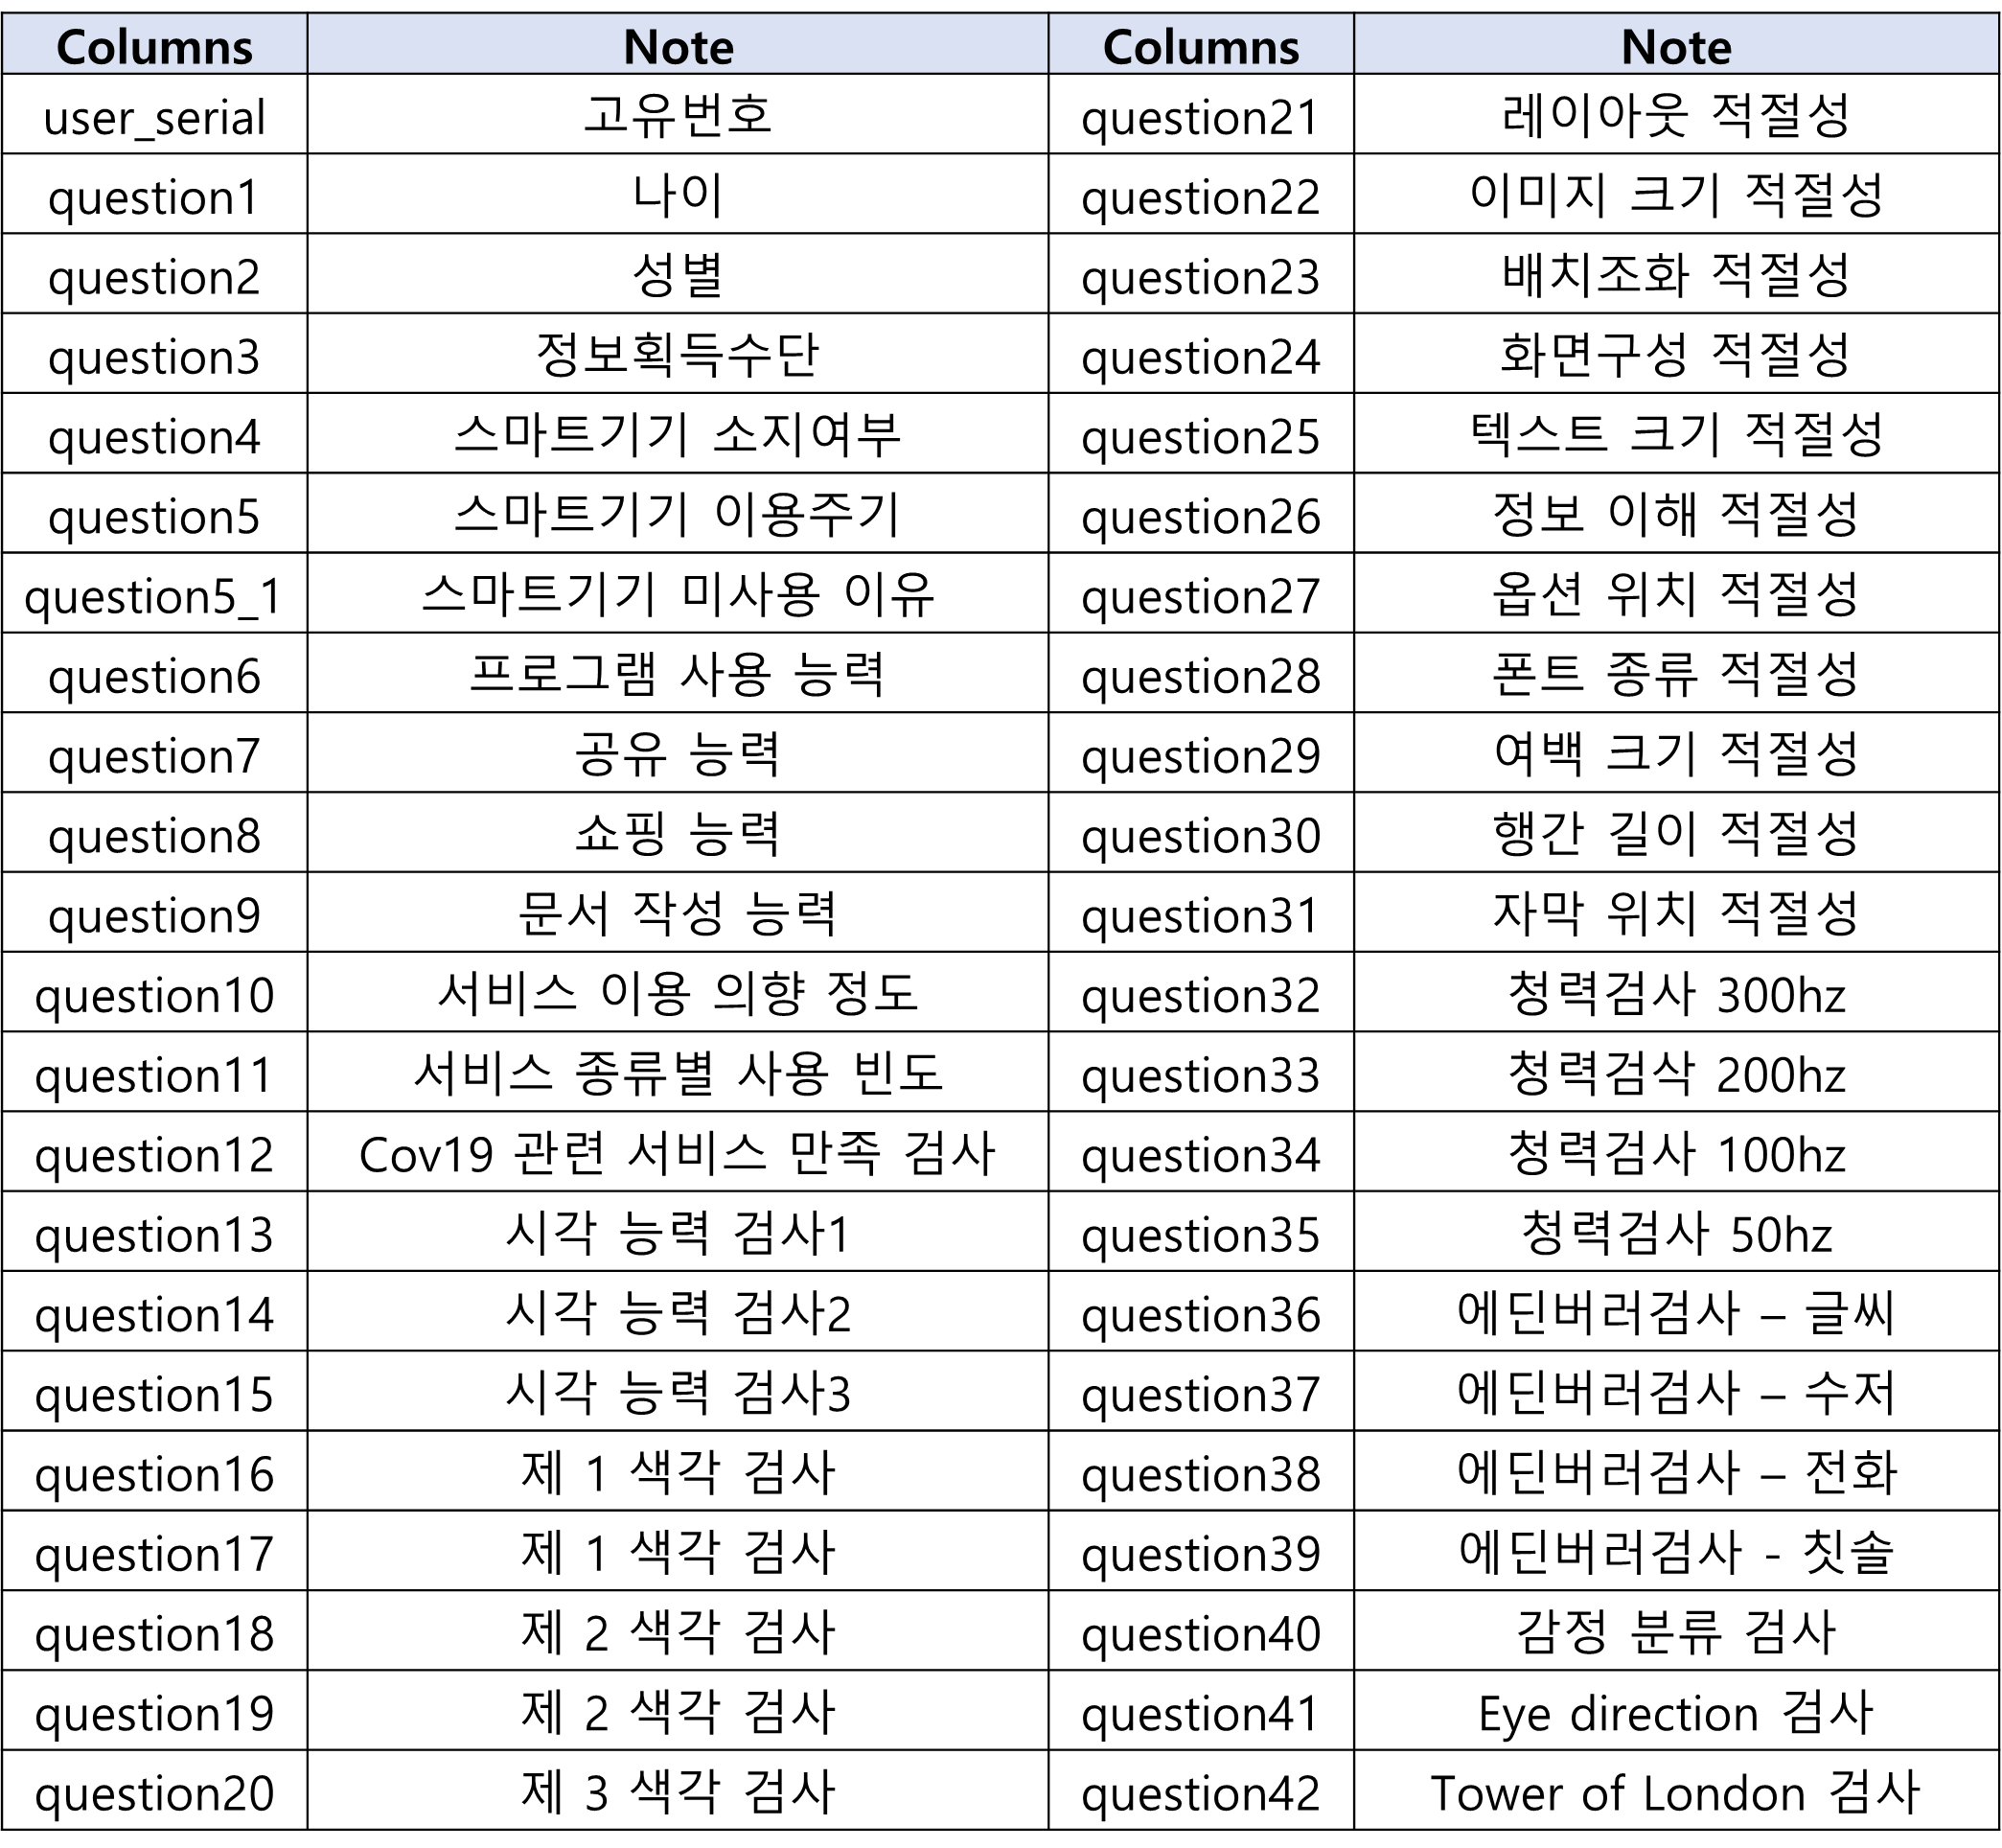 Columns Note Columns Note
user_serial 고유번호 question21 레이아웃 적절성
question1 나이 question22 이미지 크기 적절성
question2 성별 question23 배치조화 적절성
question3 정보획득수단 question24 화면구성 적절성
question4 스마트기기 소지여부 question25 텍스트 크기 적절성
question5 스마트기기 이용주기 question26 정보 이해 적절성
question5_1 스마트기기 미사용 이유 question27 옵션 위치 적절성
question6 프로그램 사용 능력 question28 폰트 종류 적절성
question7 공유 능력 question29 여백 크기 적절성
question8 쇼핑 능력 question30 행간 길이 적절성
question9 문서 작성 능력 question31 자막 위치 적절성
question10 서비스 이용 의향 정도 question32 청력검사 300hz
question11 서비스 종류별 사용 빈도 question33 청력검삭 200hz
question12 Cov19 관련 서비스 만족 검사 question34 청력검사 100hz
question13 시각 능력 검사1 question35 청력검사 50hz
question14 시각 능력 검사2 question36 에딘버러검사 – 글씨
question15 시각 능력 검사3 question37 에딘버러검사 – 수저
question16 제 1 색각 검사 question38 에딘버러검사 – 전화
question17 제 1 색각 검사 question39 에딘버러검사 - 칫솔
question18 제 2 색각 검사 question40 감정 분류 검사
question19 제 2 색각 검사 question41 Eye direction 검사
question20 제 3 색각 검사 question42 Tower of London 검사